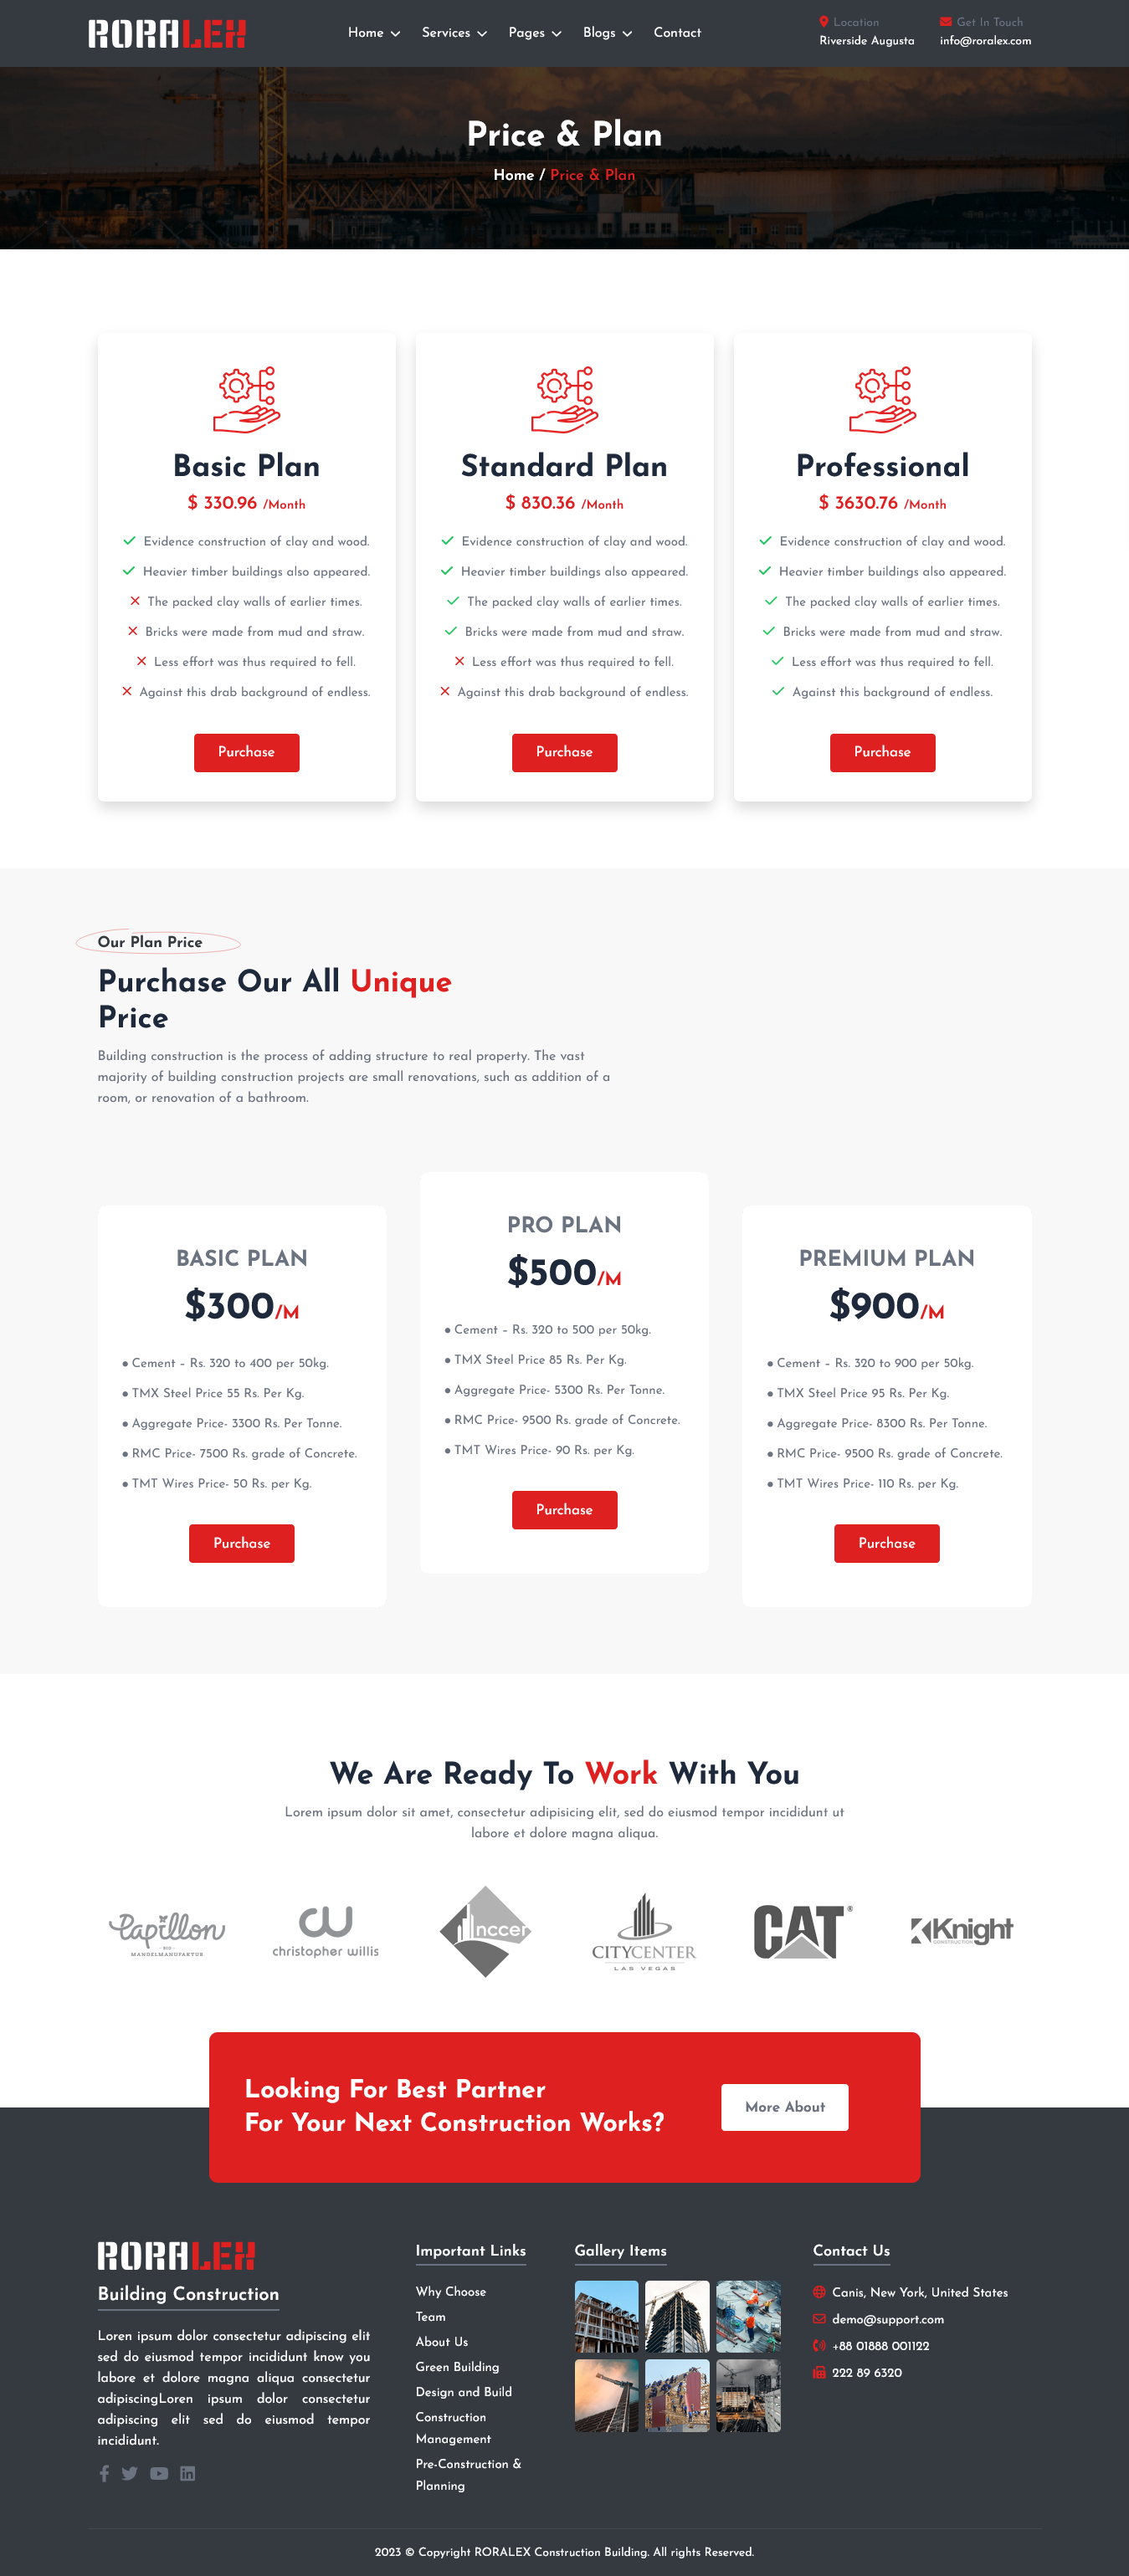 RORALEX
Home Services Pages Blogs Contact
Location
Riverside Augusta
Get In Touch
info@roralex.com
Price & Plan
Home / Price & Plan
Basic Plan
$ 330.96 /Month
Evidence construction of clay and wood.
Heavier timber buildings also appeared.
The packed clay walls of earlier times.
Bricks were made from mud and straw.
Less effort was thus required to fell.
Against this drab background of endless.
Purchase
Standard Plan
$ 830.36 /Month
Evidence construction of clay and wood.
Heavier timber buildings also appeared.
The packed clay walls of earlier times.
Bricks were made from mud and straw.
Less effort was thus required to fell.
Against this drab background of endless.
Purchase
Professional
$ 3630.76 /Month
Evidence construction of clay and wood.
Heavier timber buildings also appeared.
The packed clay walls of earlier times.
Bricks were made from mud and straw.
Less effort was thus required to fell.
Against this background of endless.
Purchase
Our Plan Price
Purchase Our All Unique
Price
Building construction is the process of adding structure to real property. The vast
majority of building construction projects are small renovations, such as addition of a
room, or renovation of a bathroom.
BASIC PLAN
$300/M
Cement – Rs. 320 to 400 per 50kg.
TMX Steel Price 55 Rs. Per Kg.
Aggregate Price- 3300 Rs. Per Tonne.
RMC Price- 7500 Rs. grade of Concrete.
TMT Wires Price- 50 Rs. per Kg.
Purchase
PRO PLAN
$500/M
Cement – Rs. 320 to 500 per 50kg.
TMX Steel Price 85 Rs. Per Kg.
Aggregate Price- 5300 Rs. Per Tonne.
RMC Price- 9500 Rs. grade of Concrete.
TMT Wires Price- 90 Rs. per Kg.
Purchase
PREMIUM PLAN
$900/M
Cement – Rs. 320 to 900 per 50kg.
TMX Steel Price 95 Rs. Per Kg.
Aggregate Price- 8300 Rs. Per Tonne.
RMC Price- 9500 Rs. grade of Concrete.
TMT Wires Price- 110 Rs. per Kg.
Purchase
We Are Ready To Work With You
Lorem ipsum dolor sit amet, consectetur adipisicing elit, sed do eiusmod tempor incididunt ut
labore et dolore magna aliqua.
Papillon
MANDELMANUFAKTUR
cw
christopher willis
nccer
CITYCENTER
LAS VEGAS
CAT®
Knight
CONSTRUCTION
Looking For Best Partner
For Your Next Construction Works?
More About
RORALEX
Building Construction
Loren ipsum dolor consectetur adipiscing elit
sed do eiusmod tempor incididunt know you
labore et dolore magna aliqua consectetur
adipiscingLoren ipsum dolor consectetur
adipiscing elit sed do eiusmod tempor
incididunt.
Important Links
Why Choose
Team
About Us
Green Building
Design and Build
Construction
Management
Pre-Construction &
Planning
Gallery Items
Contact Us
Canis, New York, United States
demo@support.com
+88 01888 001122
222 89 6320
2023 © Copyright RORALEX Construction Building. All rights Reserved.